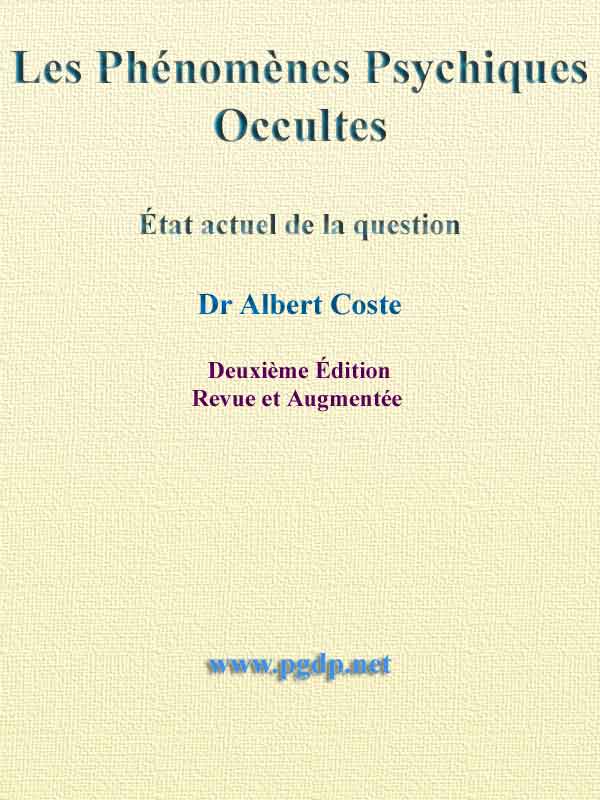 Les Phénomènes Psychiques
Occultes
État actuel de la question
Dr Albert Coste
Deuxième Édition
Revue et Augmentée
www.pgdp.net